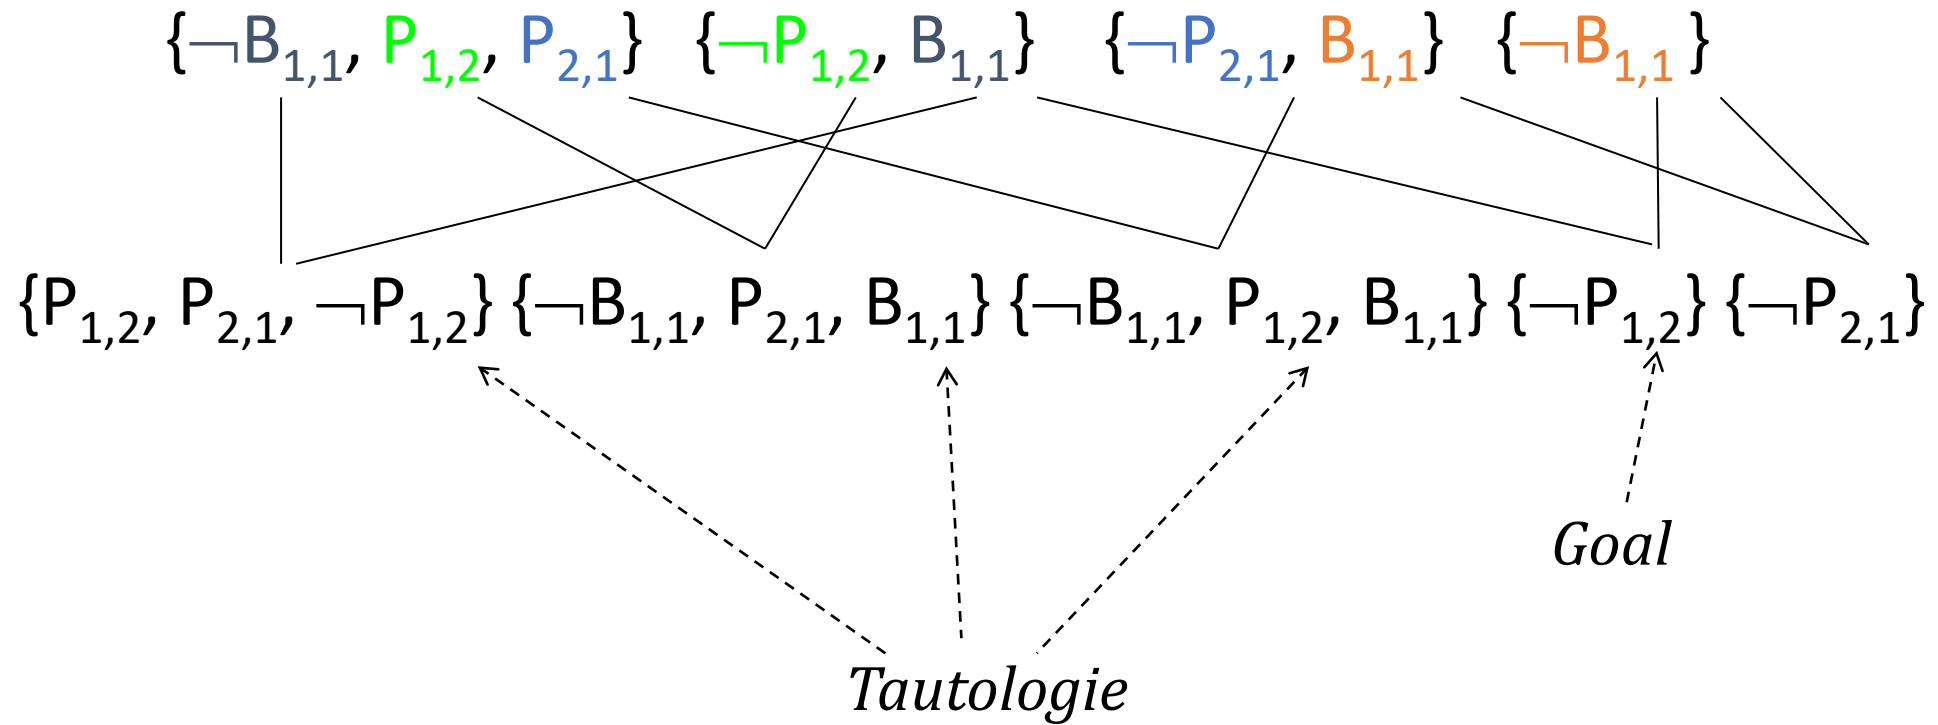 {¬B1,1, P1,2, P2,1} {¬P1,2, B1,1} {¬P2,1, B1,1} {¬B1,1 }
{P1,2, P2,1, ¬P1,2} {¬B1,1, P2,1, B1,1} {¬B1,1, P1,2, B1,1} {¬P1,2} {¬P2,1}
Goal
Tautologie